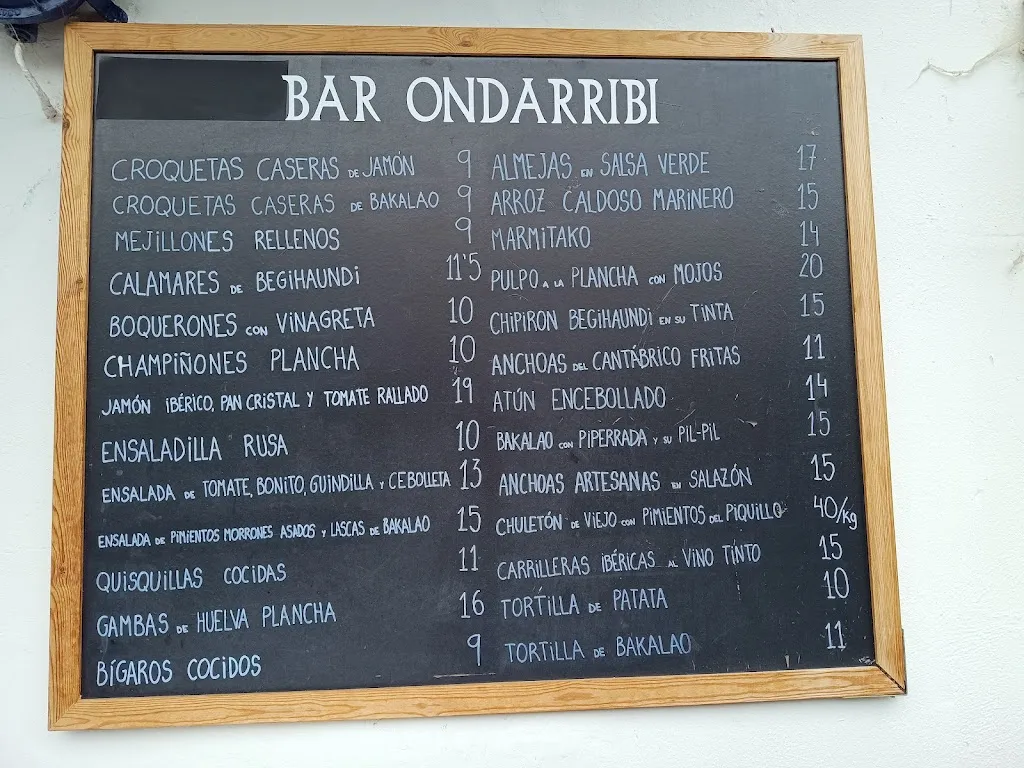 BAR ONDARRIBI
CROQUETAS CASERAS DE JAMÓN 9
CROQUETAS CASERAS DE BAKALAO 9
MEJILLONES RELLENOS 9
CALAMARES DE BEGIHAUNDI 11'5
BOQUERONES CON VINAGRETA 10
CHAMPIÑONES PLANCHA 10
JAMÓN IBÉRICO, PAN CRISTAL Y TOMATE RALLADO 19
ENSALADILLA RUSA 10
ENSALADA DE TOMATE, BONITO, GUINDILLA Y CEBOLLETA 13
ENSALADA DE PIMIENTOS MORRONES ASADOS Y LASCAS DE BAKALAO 15
QUISQUILLAS COCIDAS 11
GAMBAS DE HUELVA PLANCHA 16
BÍGAROS COCIDOS 9
ALMEJAS EN SALSA VERDE 17
ARROZ CALDOSO MARINERO 15
MARMITAKO 14
PULPO A LA PLANCHA CON MOJOS 20
CHIPIRON BEGIHAUNDI EN SU TINTA 15
ANCHOAS DEL CANTÁBRICO FRITAS 11
ATÚN ENCEBOLLADO 14
BAKALAO CON PIPERRADA Y SU PIL-PIL 15
ANCHOAS ARTESANAS EN SALAZÓN 15
CHULETÓN DE VIEJO CON PIMIENTOS DEL PIQUILLO 40/kg
CARRILLERAS IBÉRICAS AL VINO TINTO 15
TORTILLA DE PATATA 10
TORTILLA DE BAKALAO 11